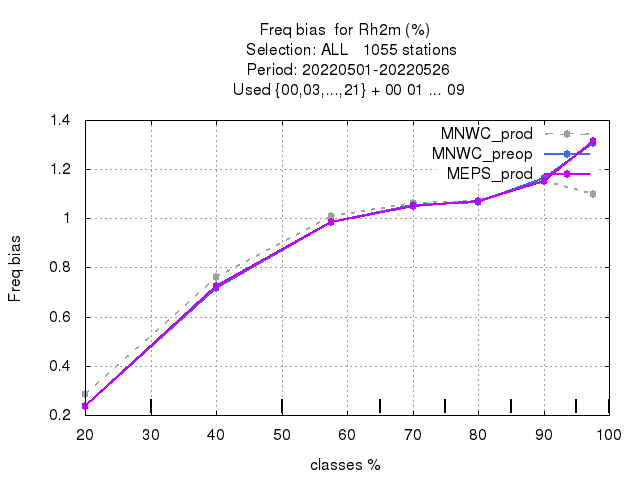 Freq bias  for Rh2m (%)
Selection: ALL   1055 stations
Period: 20220501-20220526
Used {00,03,...,21} + 00 01 ... 09
MNWC_prod
MNWC_preop
MEPS_prod
1.4
1.2
1
0.8
0.6
0.4
0.2
Freq bias
20 30 40 50 60 70 80 90 100
classes %